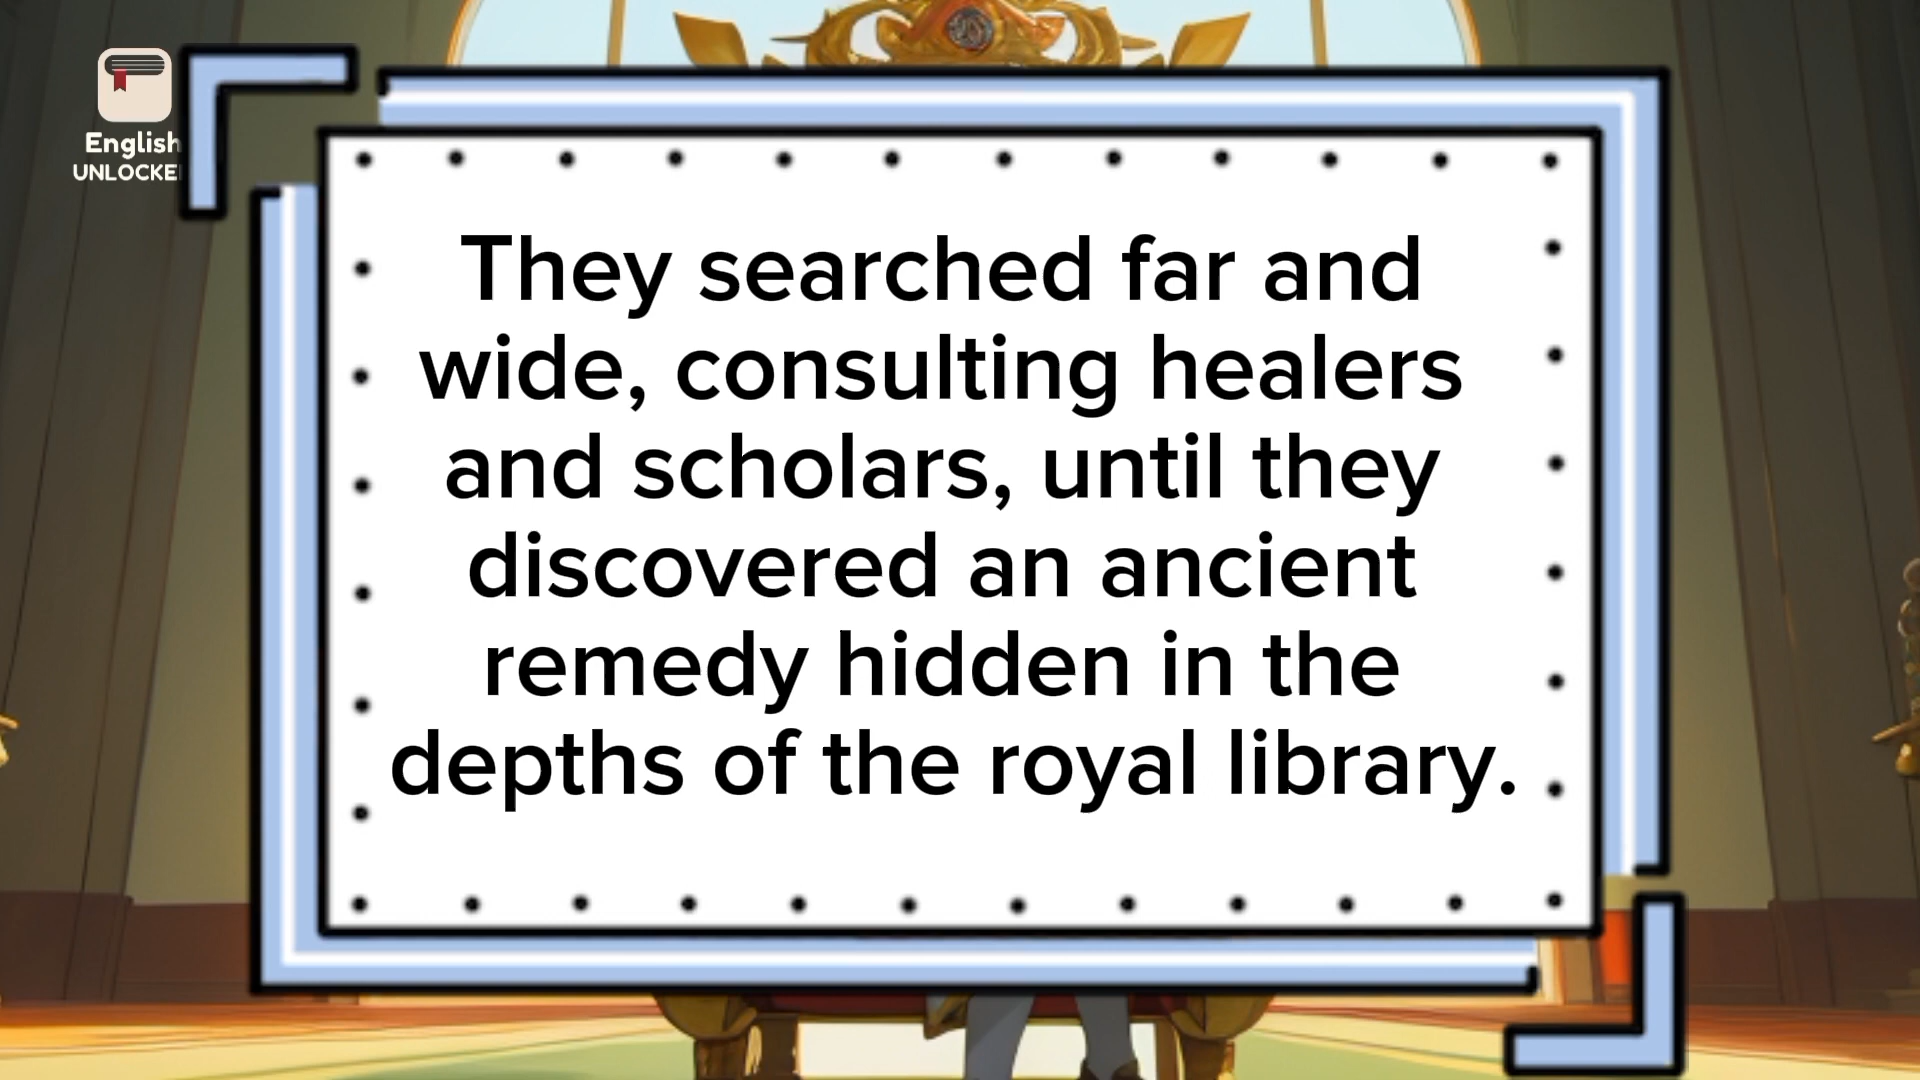 English
UNLOCKE
They searched far and
wide, consulting healers
and scholars, until they
discovered an ancient
remedy hidden in the
depths of the royal library.